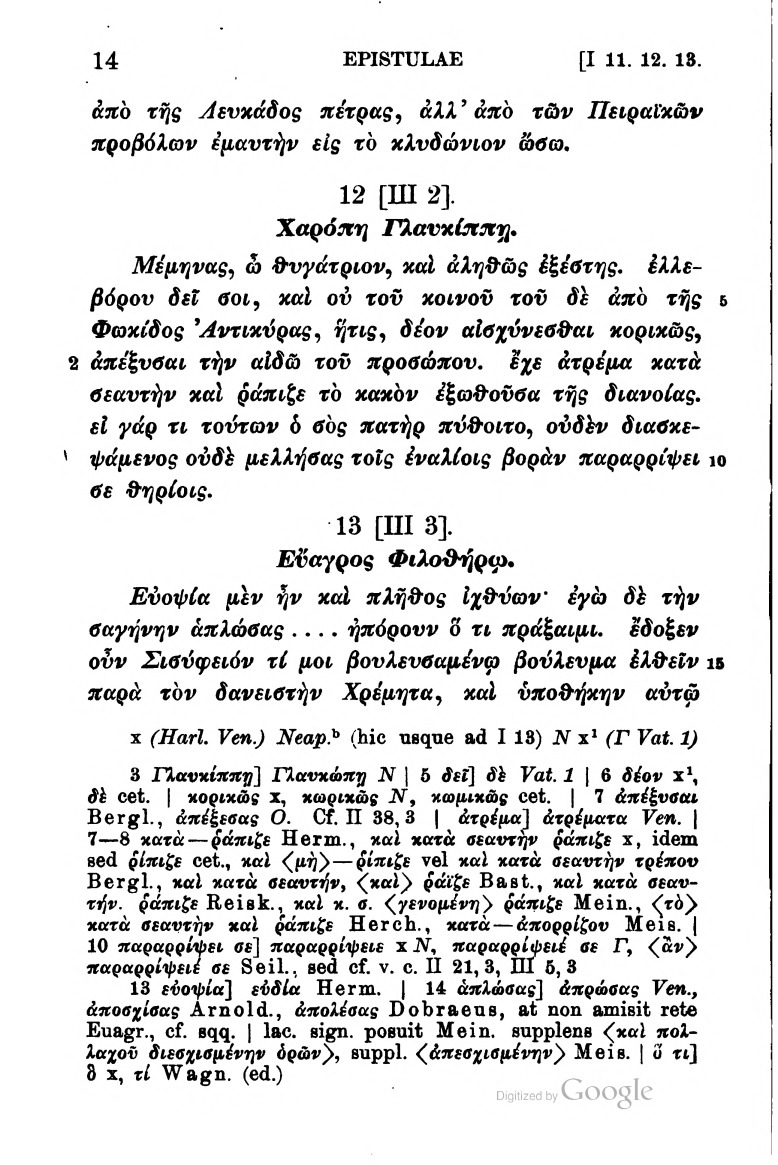 14 EPISTULAE [I 11. 12. 13.
ἀπὸ τῆς Λευκάδος πέτρας, ἀλλ' ἀπὸ τῶν Πειραϊκῶν
προβόλων ἐμαυτὴν εἰς τὸ κλυδώνιον ὤσω.
12 [III 2].
Χαρόπη Γλαυκίππῃ.
Μέμηνας, ὦ θυγάτριον, καὶ ἀληθῶς ἐξέστης. ἐλλε-
βόρου δεῖ σοι, καὶ οὐ τοῦ κοινοῦ τοῦ δὲ ἀπὸ τῆς 5
Φωκίδος Ἀντικύρας, ἥτις, δέον αἰσχύνεσθαι κορικῶς,
2 ἀπέξυσαι τὴν αἰδῶ τοῦ προσώπου. ἔχε ἀτρέμα κατὰ
σεαυτὴν καὶ ῥάπιζε τὸ κακὸν ἐξωθοῦσα τῆς διανοίας.
εἰ γάρ τι τούτων ὁ σὸς πατὴρ πύθοιτο, οὐδὲν διασκε-
ψάμενος οὐδὲ μελλήσας τοῖς ἐναλίοις βορὰν παραρρίψει 10
σε θηρίοις.
13 [III 3].
Εὔαγρος Φιλοθήρῳ.
Εὐοψία μὲν ἦν καὶ πλῆθος ἰχθύων· ἐγὼ δὲ τὴν
σαγήνην ἁπλώσας .... ἠπόρουν ὅ τι πράξαιμι. ἔδοξεν
οὖν Σισύφειόν τί μοι βουλευσαμένῳ βούλευμα ἐλθεῖν 15
παρὰ τὸν δανειστὴν Χρέμητα, καὶ ὑποθήκην αὐτῷ
x (Harl. Ven.) Neap.ᵇ (hic usque ad I 13) N x¹ (Γ Vat. 1)
3 Γλαυκίππῃ] Γλαυκώπῃ N | 5 δεῖ] δὲ Vat. 1 | 6 δέον x¹,
δὲ cet. | κορικῶς x, κωρικῶς N, κωμικῶς cet. | 7 ἀπέξυσαι
Bergl., ἀπέξεσας O. Cf. II 38, 3 | ἀτρέμα] ἀτρέματα Ven. |
7—8 κατὰ—ῥάπιζε Herm., καὶ κατὰ σεαυτὴν ῥάπιζε x, idem
sed ῥίπιζε cet., καὶ ⟨μὴ⟩—ῥίπιζε vel καὶ κατὰ σεαυτὴν τρέπου
Bergl., καὶ κατὰ σεαυτήν, ⟨καὶ⟩ ῥάϊζε Bast., καὶ κατὰ σεαυ-
τήν. ῥάπιζε Reisk., καὶ κ. σ. ⟨γενομένη⟩ ῥάπιζε Mein., ⟨τὸ⟩
κατὰ σεαυτὴν καὶ ῥάπιζε Herch., κατὰ—ἀπορρίζου Meis. |
10 παραρρίψει σε] παραρρίψειε x N, παραρρίψειέ σε Γ, ⟨ἂν⟩
παραρρίψειέ σε Seil., sed cf. v. c. II 21, 3, III 5, 3
13 εὐοψία] εὐδία Herm. | 14 ἁπλώσας] ἀπρώσας Ven.,
ἀποσχίσας Arnold., ἀπολέσας Dobraeus, at non amisit rete
Euagr., cf. sqq. | lac. sign. posuit Mein. supplens ⟨καὶ πολ-
λαχοῦ διεσχισμένην ὁρῶν⟩, suppl. ⟨ἀπεσχισμένην⟩ Meis. | ὅ τι]
ὃ x, τί Wagn. (ed.)
Digitized by Google